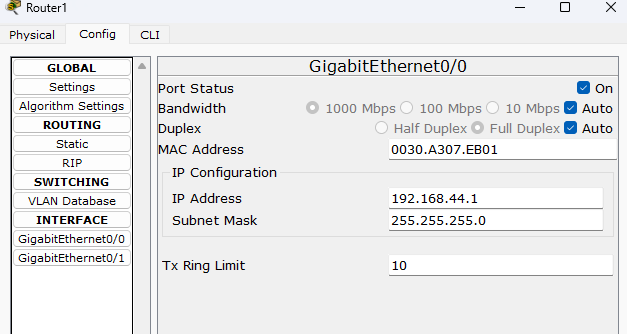 Router1
Physical Config CLI
GLOBAL
Settings
Algorithm Settings
ROUTING
Static
RIP
SWITCHING
VLAN Database
INTERFACE
GigabitEthernet0/0
GigabitEthernet0/1
GigabitEthernet0/0
Port Status On
Bandwidth 1000 Mbps 100 Mbps 10 Mbps Auto
Duplex Half Duplex Full Duplex Auto
MAC Address 0030.A307.EB01
IP Configuration
IP Address 192.168.44.1
Subnet Mask 255.255.255.0
Tx Ring Limit 10